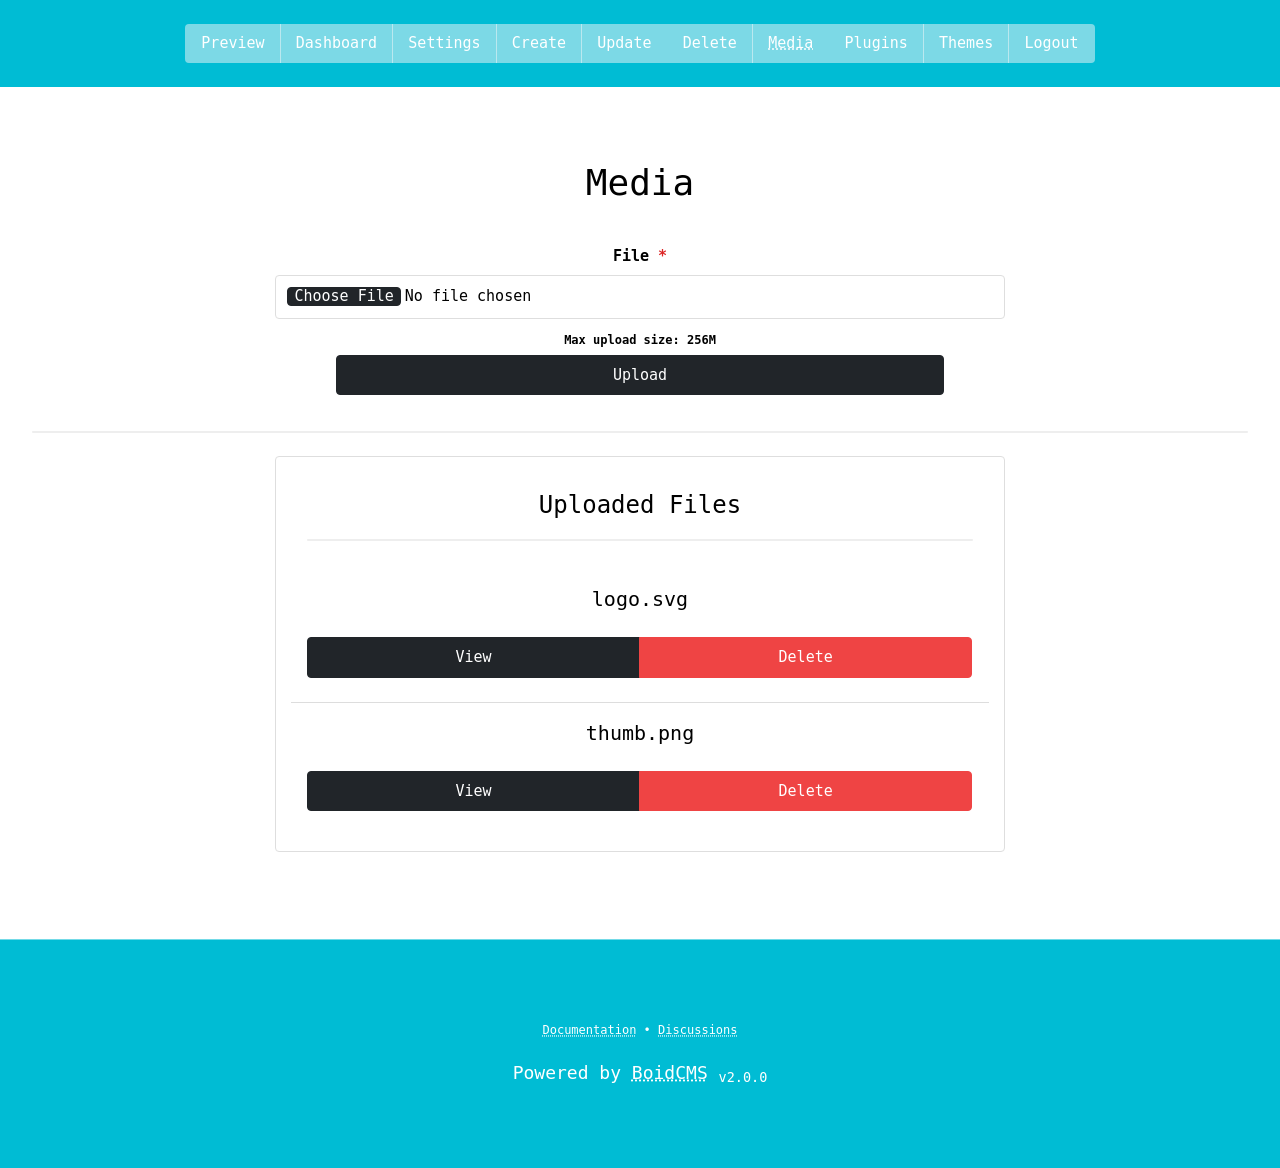 Preview Dashboard Settings Create Update Delete Media Plugins Themes Logout
Media
File *
Choose File No file chosen
Max upload size: 256M
Upload
Uploaded Files
logo.svg
View Delete
thumb.png
View Delete
Documentation • Discussions
Powered by BoidCMS v2.0.0